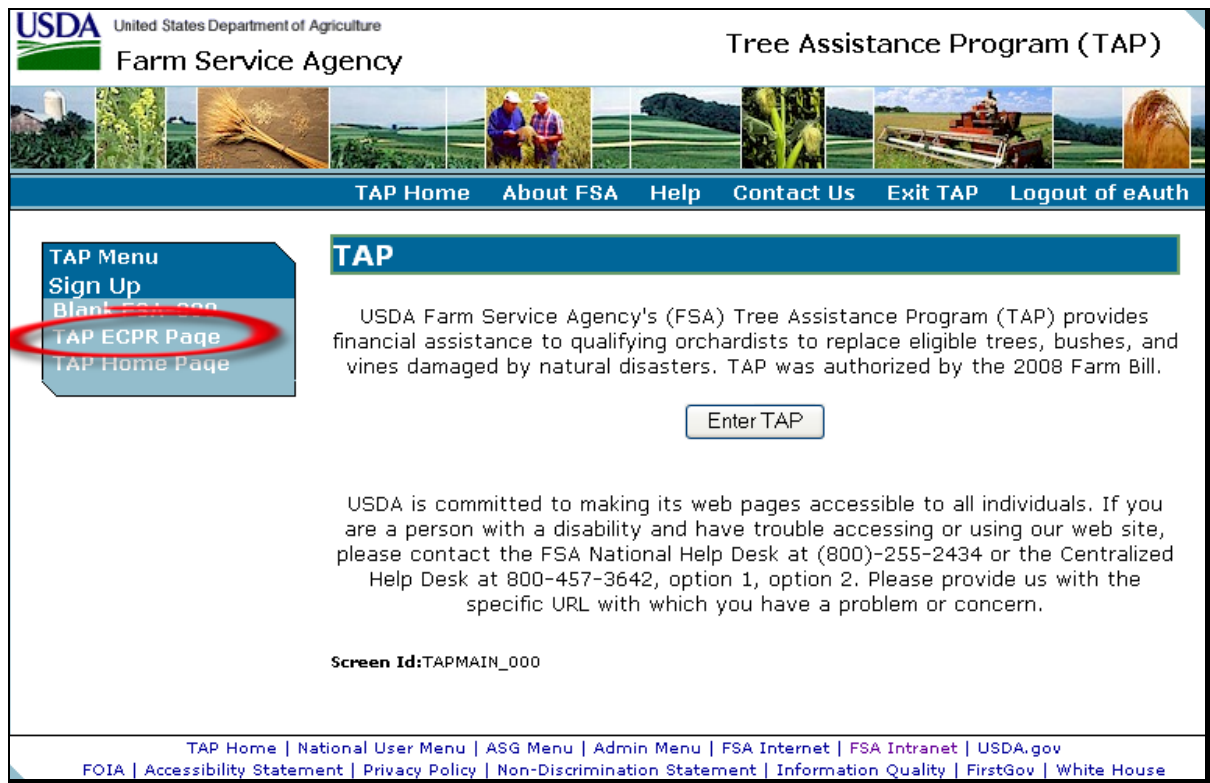 USDA United States Department of Agriculture
Farm Service Agency
Tree Assistance Program (TAP)
TAP Home About FSA Help Contact Us Exit TAP Logout of eAuth
TAP Menu
Sign Up
Blank
TAP ECPR Page
TAP Home Page
TAP
USDA Farm Service Agency's (FSA) Tree Assistance Program (TAP) provides
financial assistance to qualifying orchardists to replace eligible trees, bushes, and
vines damaged by natural disasters. TAP was authorized by the 2008 Farm Bill.
Enter TAP
USDA is committed to making its web pages accessible to all individuals. If you
are a person with a disability and have trouble accessing or using our web site,
please contact the FSA National Help Desk at (800)-255-2434 or the Centralized
Help Desk at 800-457-3642, option 1, option 2. Please provide us with the
specific URL with which you have a problem or concern.
Screen Id:TAPMAIN_000
TAP Home | National User Menu | ASG Menu | Admin Menu | FSA Internet | FSA Intranet | USDA.gov
FOIA | Accessibility Statement | Privacy Policy | Non-Discrimination Statement | Information Quality | FirstGov | White House